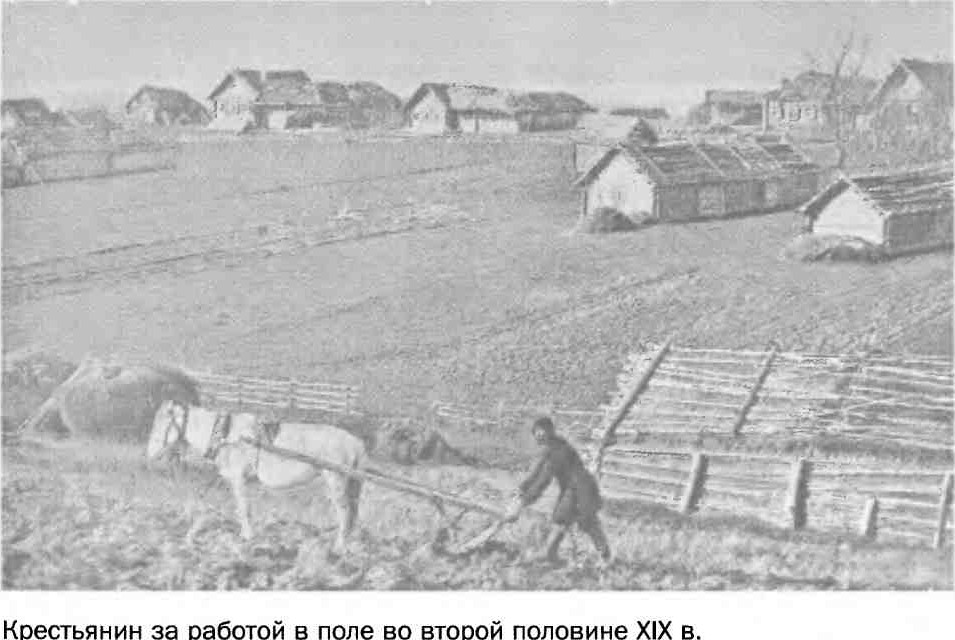 Крестьянин за работой в поле во второй половине XIX в.